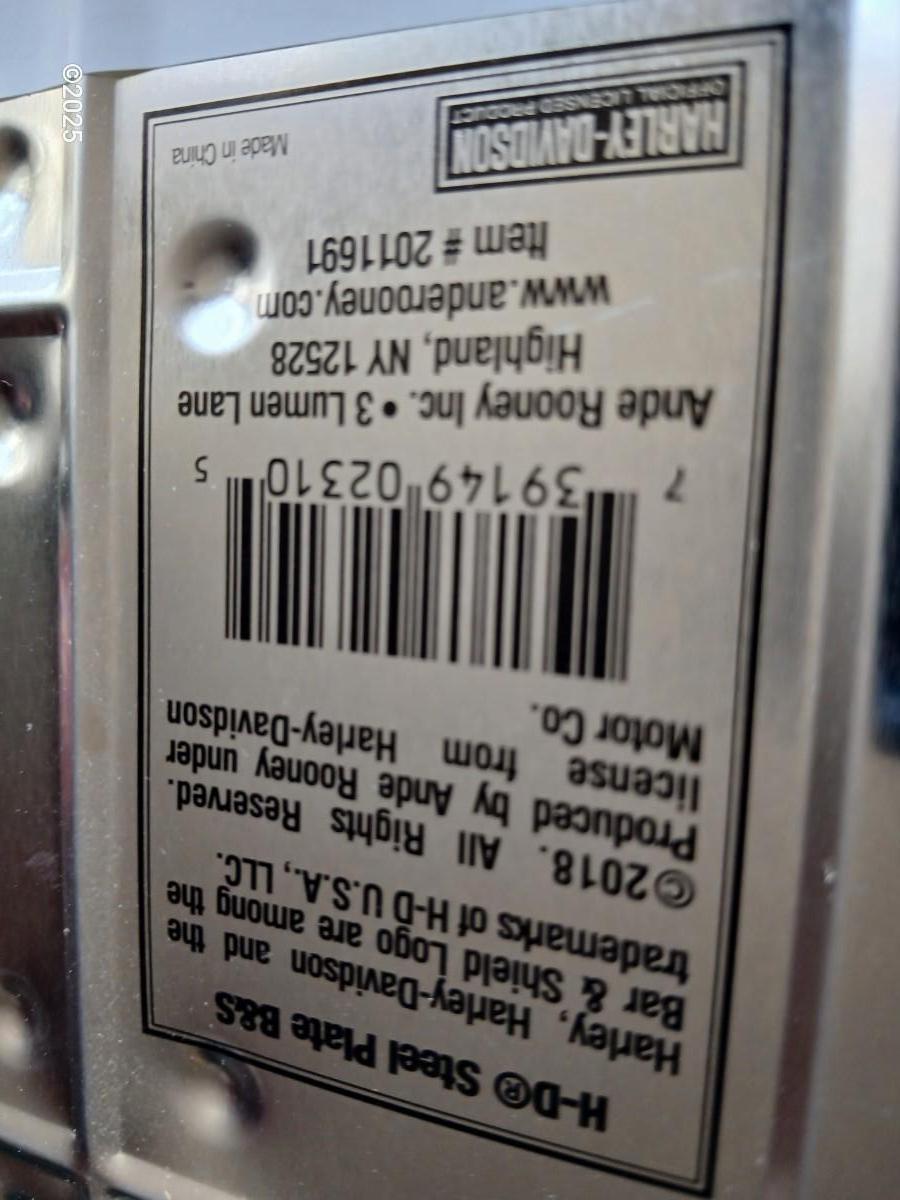 H-D® Steel Plate B&S
Harley, Harley-Davidson and the
Bar & Shield Logo are among the
trademarks of H-D U.S.A., LLC.
©2018. All Rights Reserved.
Produced by Ande Rooney under
license from Harley-Davidson
Motor Co.
7 39149 02310 5
Ande Rooney Inc. • 3 Lumen Lane
Highland, NY 12528
www.anderooney.com
Item # 2011691
HARLEY-DAVIDSON
OFFICIAL LICENSED PRODUCT
Made in China
©2025